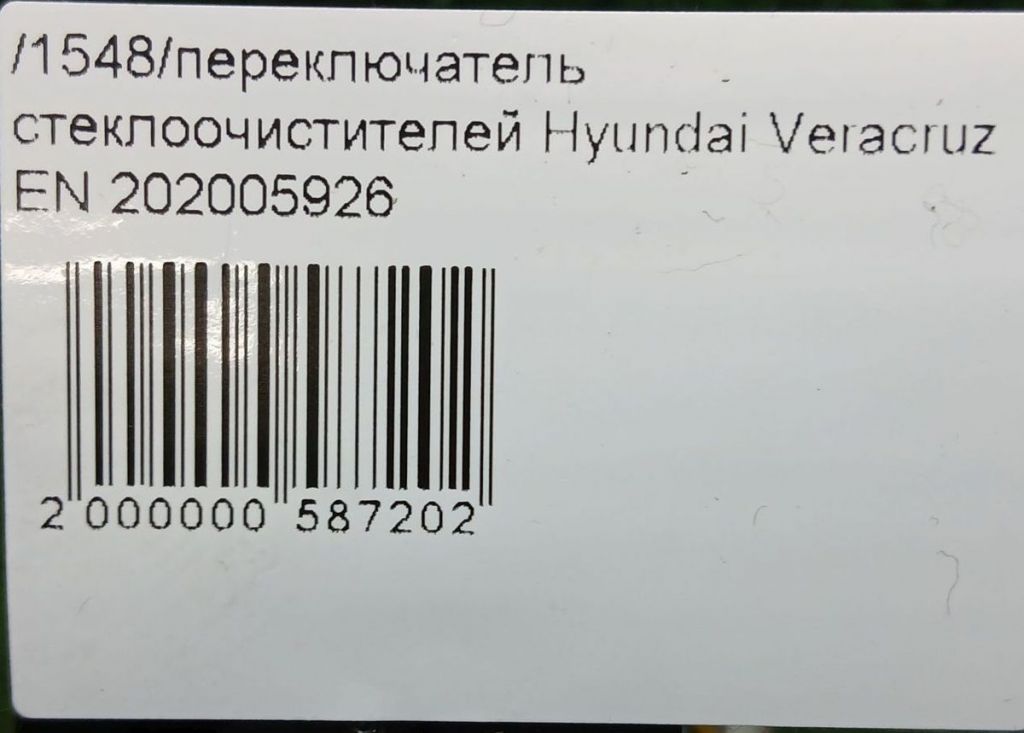 /1548/переключатель
стеклоочистителей Hyundai Veracruz
EN 202005926
2 000000 587202